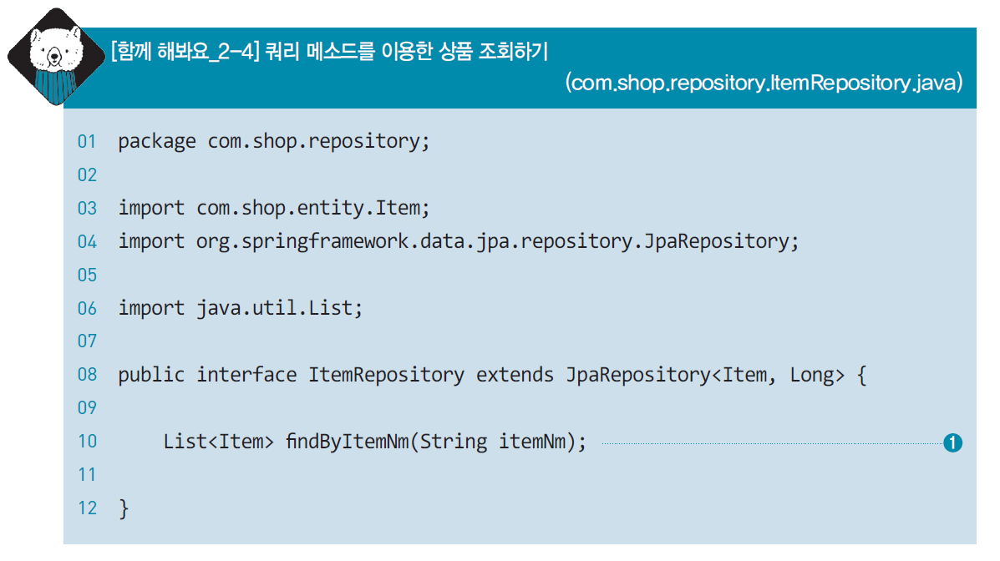 [함께 해봐요_2-4] 쿼리 메소드를 이용한 상품 조회하기
(com.shop.repository.ItemRepository.java)
01 package com.shop.repository;
02
03 import com.shop.entity.Item;
04 import org.springframework.data.jpa.repository.JpaRepository;
05
06 import java.util.List;
07
08 public interface ItemRepository extends JpaRepository<Item, Long> {
09
10     List<Item> findByItemNm(String itemNm); 1
11
12 }